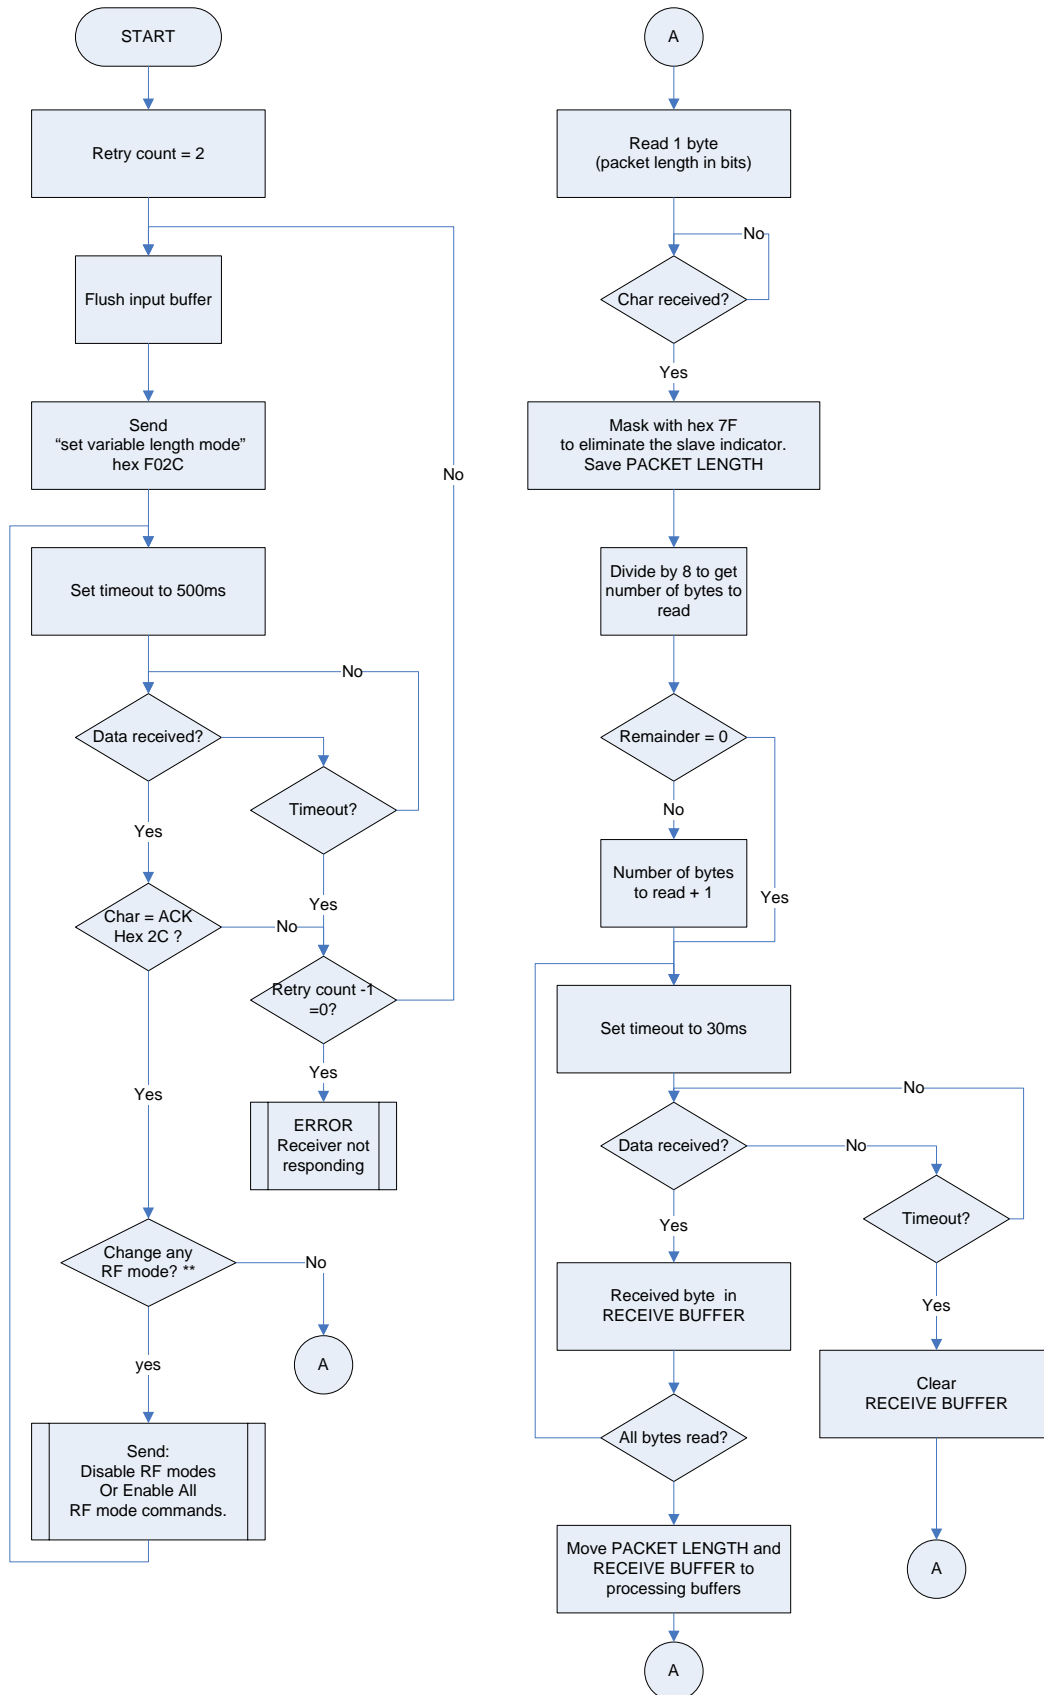 START
Retry count = 2
Flush input buffer
Send
“set variable length mode”
hex F02C
No
Set timeout to 500ms
No
Data received?
Timeout?
Yes
Yes
Char = ACK
Hex 2C ?
No
Retry count -1
=0?
Yes
Yes
ERROR
Receiver not
responding
Change any
RF mode? **
No
A
yes
Send:
Disable RF modes
Or Enable All
RF mode commands.
A
Read 1 byte
(packet length in bits)
No
Char received?
Yes
Mask with hex 7F
to eliminate the slave indicator.
Save PACKET LENGTH
Divide by 8 to get
number of bytes to
read
Remainder = 0
No
Number of bytes
to read + 1
Yes
Set timeout to 30ms
No
Data received?
No
Timeout?
Yes
Received byte  in
RECEIVE BUFFER
Yes
Clear
RECEIVE BUFFER
All bytes read?
Move PACKET LENGTH and
RECEIVE BUFFER to
processing buffers
A
A